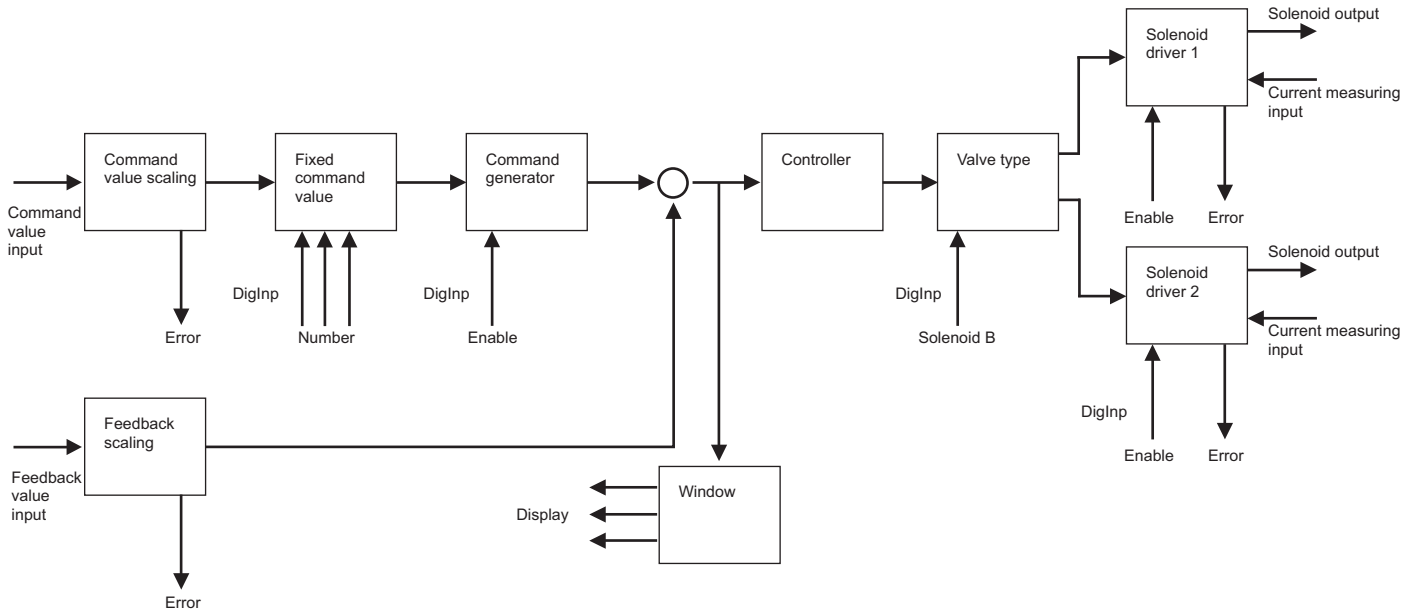 Solenoid output
Solenoid
driver 1
Current measuring
input
Enable
Error
Command
value scaling
Fixed
command
value
Command
generator
Controller
Valve type
Command
value
input
DigInp
DigInp
DigInp
Error
Number
Enable
Solenoid B
Solenoid output
Solenoid
driver 2
Current measuring
input
DigInp
Enable
Error
Feedback
scaling
Feedback
value
input
Window
Display
Error